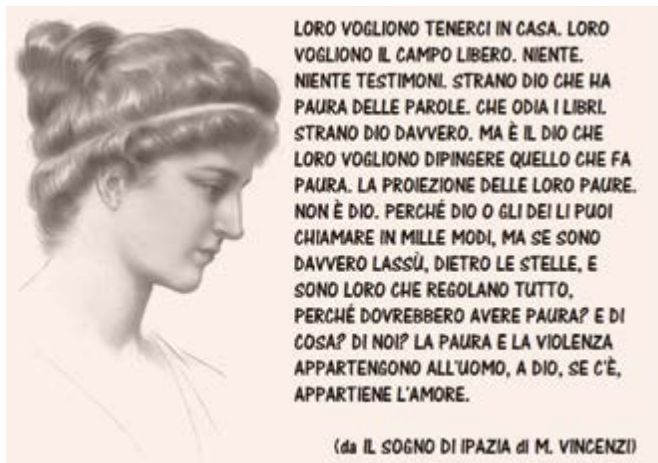 LORO VOGLIONO TENERCI IN CASA. LORO
VOGLIONO IL CAMPO LIBERO. NIENTE.
NIENTE TESTIMONI. STRANO DIO CHE HA
PAURA DELLE PAROLE. CHE ODIA I LIBRI.
STRANO DIO DAVVERO. MA È IL DIO CHE
LORO VOGLIONO DIPINGERE QUELLO CHE FA
PAURA. LA PROIEZIONE DELLE LORO PAURE.
NON È DIO. PERCHÉ DIO O GLI DEI LI PUOI
CHIAMARE IN MILLE MODI, MA SE SONO
DAVVERO LASSÙ, DIETRO LE STELLE, E
SONO LORO CHE REGOLANO TUTTO,
PERCHÉ DOVREBBERO AVERE PAURA? E DI
COSA? DI NOI? LA PAURA E LA VIOLENZA
APPARTENGONO ALL'UOMO, A DIO, SE C'È,
APPARTIENE L'AMORE.
(da IL SOGNO DI IPAZIA di M. VINCENZI)